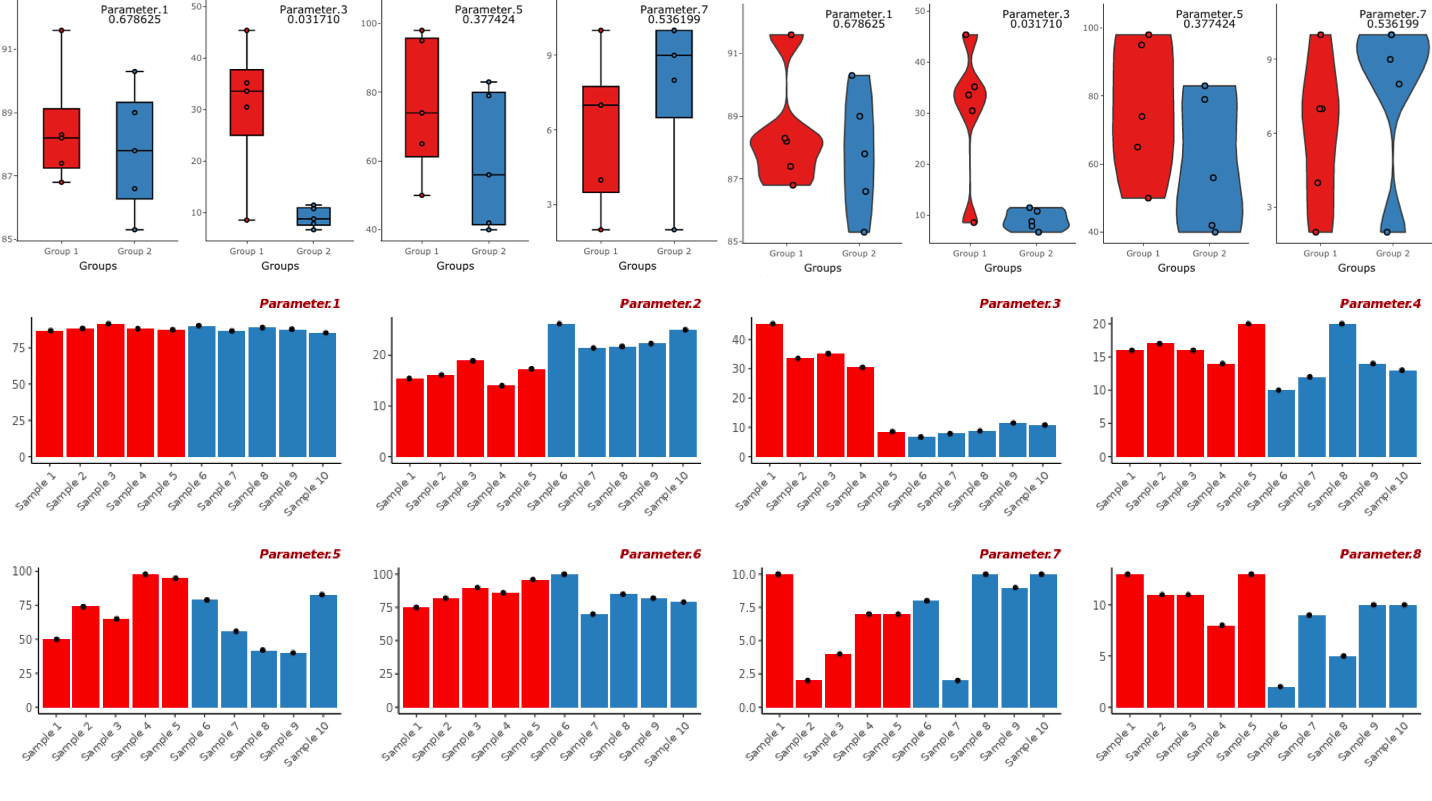 Parameter.1 Parameter.3 Parameter.5 Parameter.7 Parameter.1 Parameter.3 Parameter.5 Parameter.7
0.678625 0.031710 0.377424 0.536199 0.678625 0.031710 0.377424 0.536199
91 89 87 85
50 40 30 20 10
100 80 60 40
9 6 3
91 89 87 85
50 40 30 20 10
100 80 60 40
9 6 3
Group 1 Group 2 Group 1 Group 2 Group 1 Group 2 Group 1 Group 2 Group 1 Group 2 Group 1 Group 2 Group 1 Group 2 Group 1 Group 2
Groups Groups Groups Groups Groups Groups Groups Groups
Parameter.1 Parameter.2 Parameter.3 Parameter.4
75 50 25 0
20 10 0
40 30 20 10 0
20 15 10 5 0
Sample 1 Sample 2 Sample 3 Sample 4 Sample 5 Sample 6 Sample 7 Sample 8 Sample 9 Sample 10
Sample 1 Sample 2 Sample 3 Sample 4 Sample 5 Sample 6 Sample 7 Sample 8 Sample 9 Sample 10
Sample 1 Sample 2 Sample 3 Sample 4 Sample 5 Sample 6 Sample 7 Sample 8 Sample 9 Sample 10
Sample 1 Sample 2 Sample 3 Sample 4 Sample 5 Sample 6 Sample 7 Sample 8 Sample 9 Sample 10
Parameter.5 Parameter.6 Parameter.7 Parameter.8
100 75 50 25 0
100 75 50 25 0
10.0 7.5 5.0 2.5 0.0
10 5 0
Sample 1 Sample 2 Sample 3 Sample 4 Sample 5 Sample 6 Sample 7 Sample 8 Sample 9 Sample 10
Sample 1 Sample 2 Sample 3 Sample 4 Sample 5 Sample 6 Sample 7 Sample 8 Sample 9 Sample 10
Sample 1 Sample 2 Sample 3 Sample 4 Sample 5 Sample 6 Sample 7 Sample 8 Sample 9 Sample 10
Sample 1 Sample 2 Sample 3 Sample 4 Sample 5 Sample 6 Sample 7 Sample 8 Sample 9 Sample 10